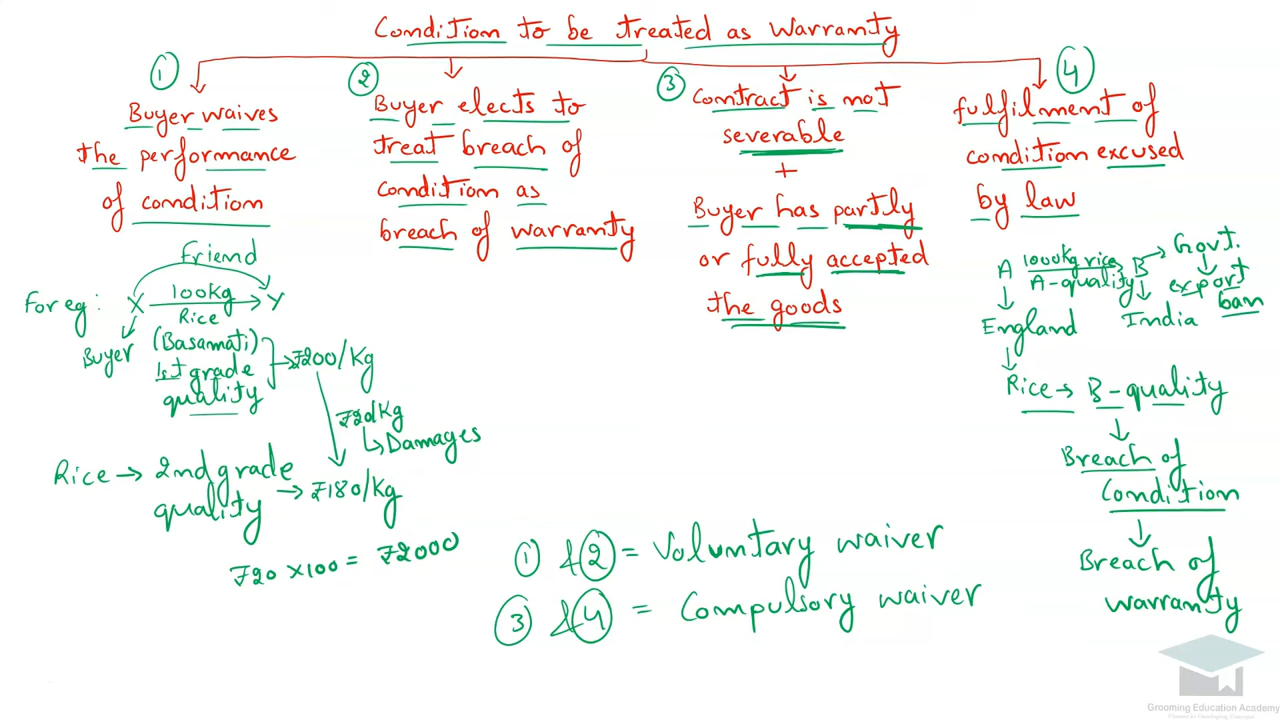 Condition to be treated as Warranty
①
Buyer waives
the performance
of condition
②
Buyer elects to
treat breach of
condition as
breach of warranty
③
Contract is not
severable
+
Buyer has partly
or fully accepted
the goods
④
fulfilment of
condition excused
by law
Friend
For eg: X 100Kg Y
Rice
Buyer
(Basamati)
1st grade
quality
₹200/Kg
₹20/Kg
Damages
Rice → 2nd grade
quality → ₹180/Kg
₹20 × 100 = ₹2000
A 1000kg rice B → Govt.
A-quality
export
ban
England
India
Rice → B-quality
Breach of
Condition
Breach of
warranty
① & ② = Voluntary waiver
③ & ④ = Compulsory waiver
Grooming Education Academy